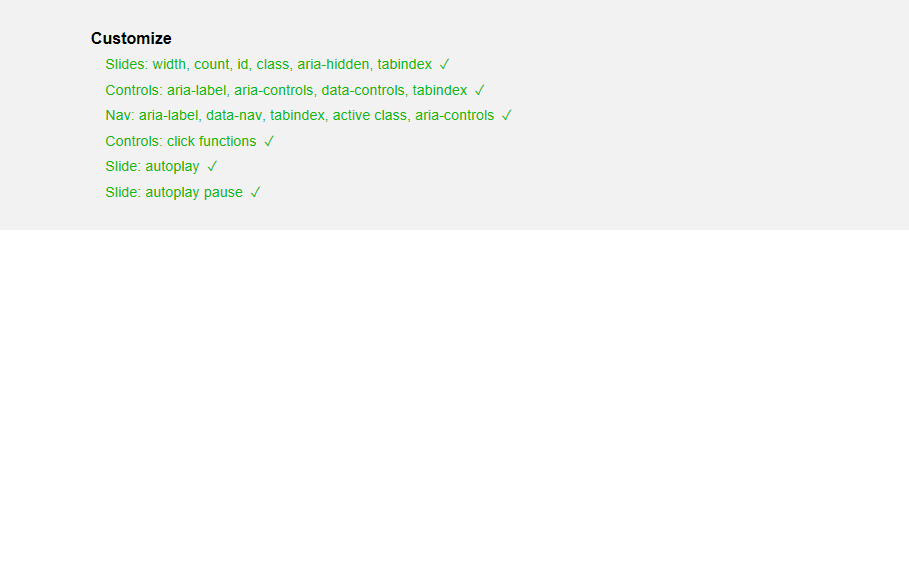 Customize
Slides: width, count, id, class, aria-hidden, tabindex ✓
Controls: aria-label, aria-controls, data-controls, tabindex ✓
Nav: aria-label, data-nav, tabindex, active class, aria-controls ✓
Controls: click functions ✓
Slide: autoplay ✓
Slide: autoplay pause ✓